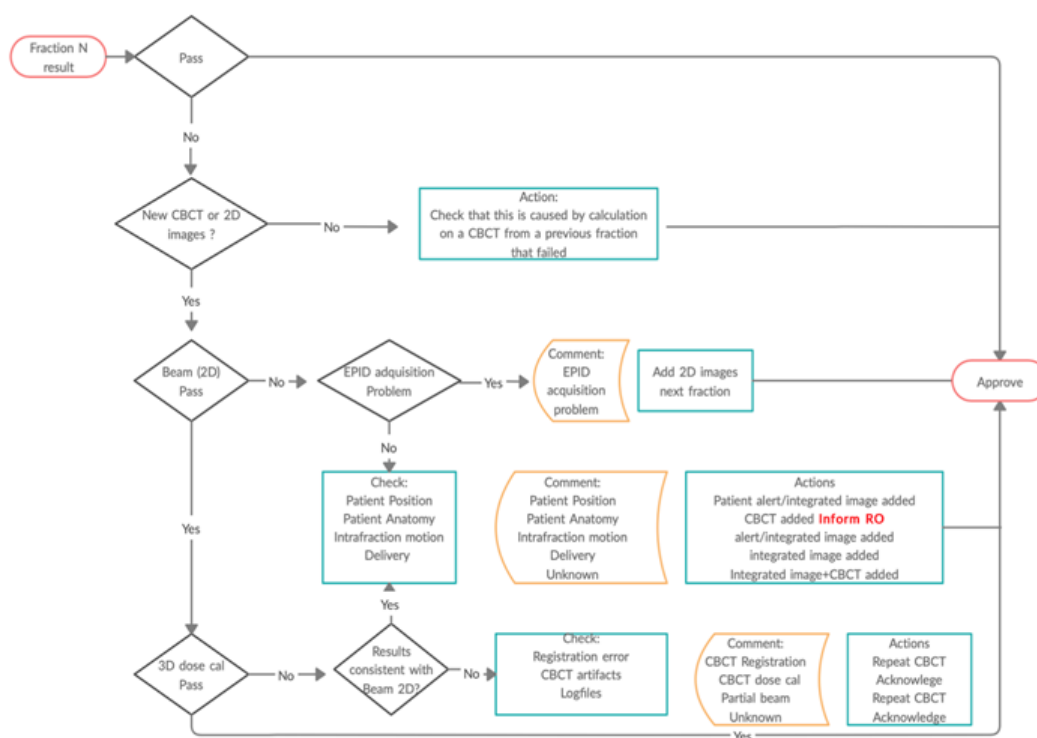 Fraction N
result
Pass
No
New CBCT or 2D
images ?
No
Action:
Check that this is caused by calculation
on a CBCT from a previous fraction
that failed
Yes
Beam (2D)
Pass
No
EPID adquisition
Problem
Yes
Comment:
EPID
acquisition
problem
Add 2D images
next fraction
Approve
No
Check:
Patient Position
Patient Anatomy
Intrafraction motion
Delivery
Comment:
Patient Position
Patient Anatomy
Intrafraction motion
Delivery
Unknown
Actions
Patient alert/integrated image added
CBCT added Inform RO
alert/integrated image added
integrated image added
Integrated image+CBCT added
Yes
Yes
3D dose cal
Pass
No
Results
consistent with
Beam 2D?
No
Check:
Registration error
CBCT artifacts
Logfiles
Comment:
CBCT Registration
CBCT dose cal
Partial beam
Unknown
Actions
Repeat CBCT
Acknowlege
Repeat CBCT
Acknowledge
Yes